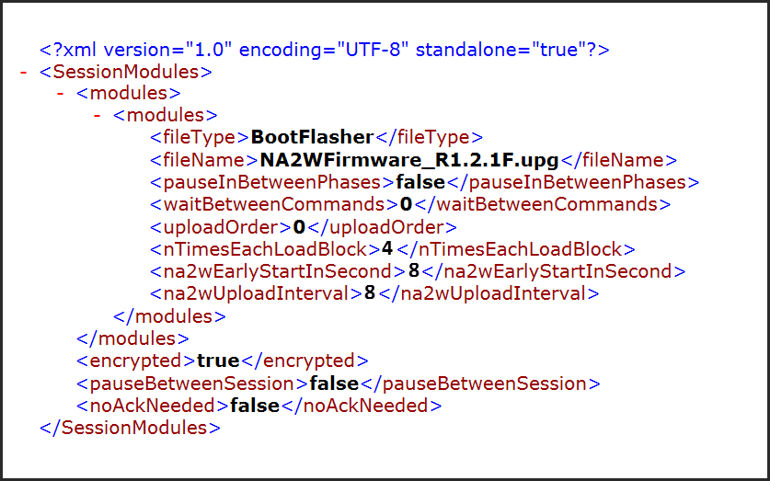 <?xml version="1.0" encoding="UTF-8" standalone="true"?>
- <SessionModules>
- <modules>
- <modules>
<fileType>BootFlasher</fileType>
<fileName>NA2WFirmware_R1.2.1F.upg</fileName>
<pauseInBetweenPhases>false</pauseInBetweenPhases>
<waitBetweenCommands>0</waitBetweenCommands>
<uploadOrder>0</uploadOrder>
<nTimesEachLoadBlock>4</nTimesEachLoadBlock>
<na2wEarlyStartInSecond>8</na2wEarlyStartInSecond>
<na2wUploadInterval>8</na2wUploadInterval>
</modules>
</modules>
<encrypted>true</encrypted>
<pauseBetweenSession>false</pauseBetweenSession>
<noAckNeeded>false</noAckNeeded>
</SessionModules>